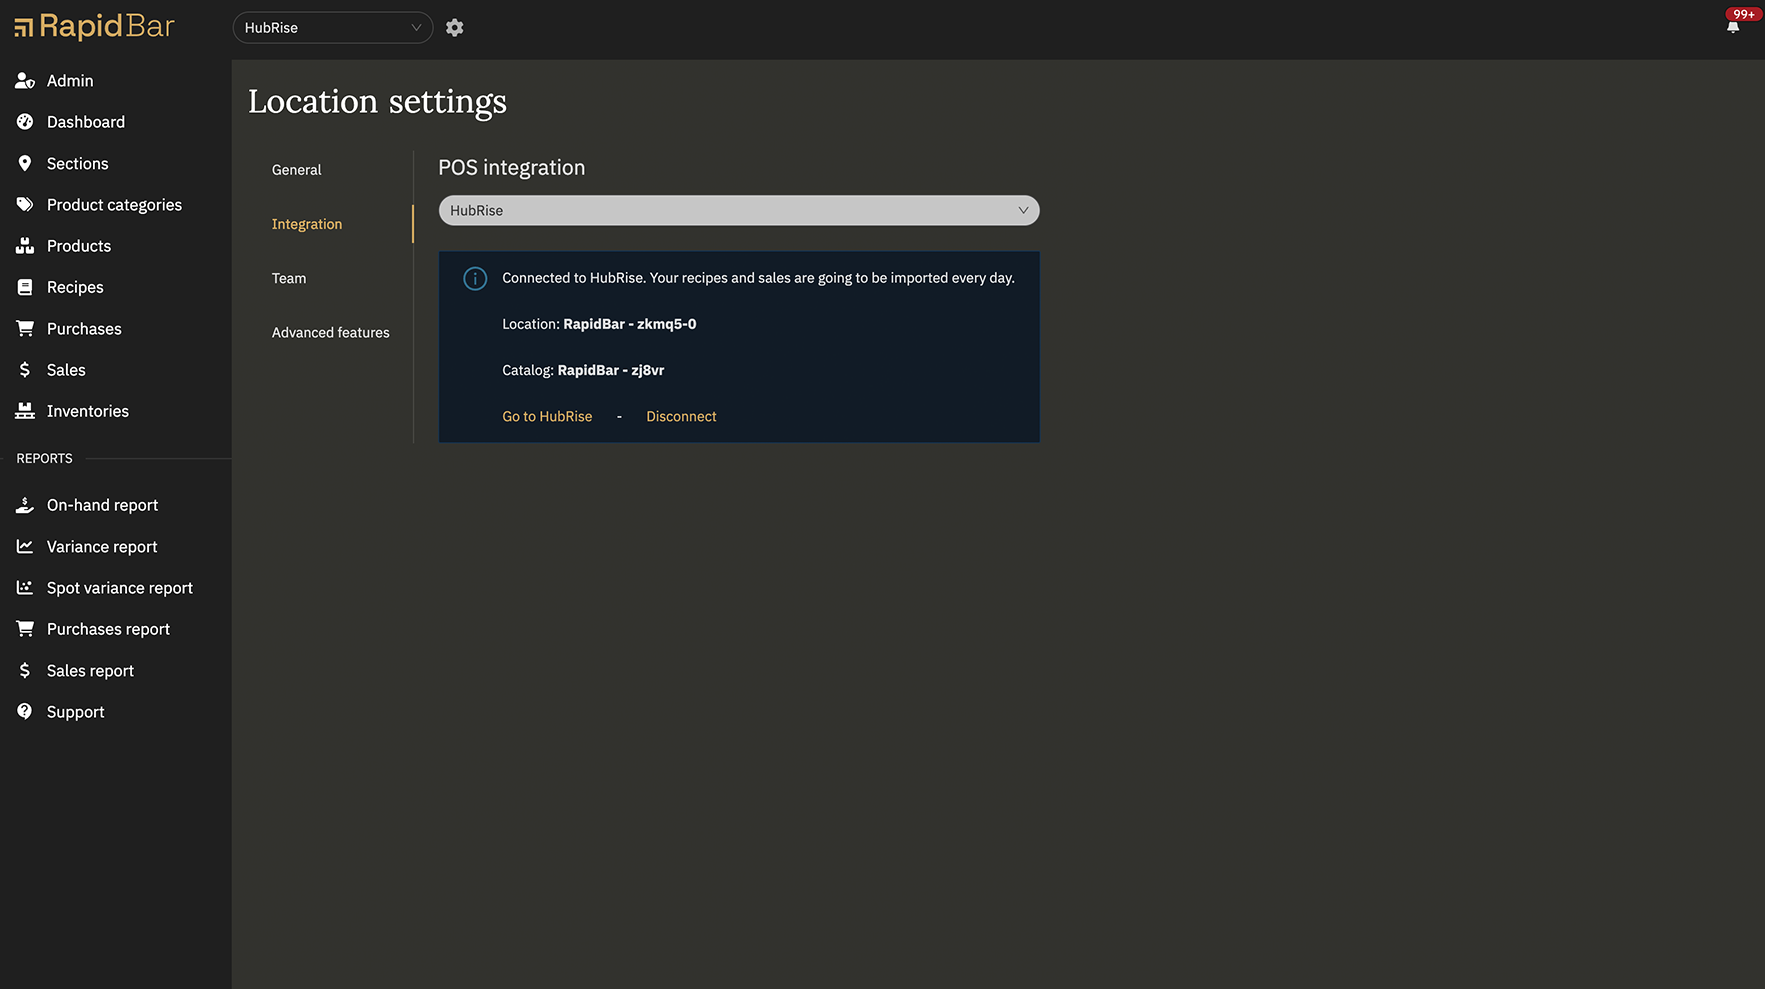 RapidBar
HubRise
99+
Admin
Dashboard
Sections
Product categories
Products
Recipes
Purchases
Sales
Inventories
REPORTS
On-hand report
Variance report
Spot variance report
Purchases report
Sales report
Support
Location settings
General
Integration
Team
Advanced features
POS integration
HubRise
Connected to HubRise. Your recipes and sales are going to be imported every day.
Location: RapidBar - zkmq5-0
Catalog: RapidBar - zj8vr
Go to HubRise - Disconnect